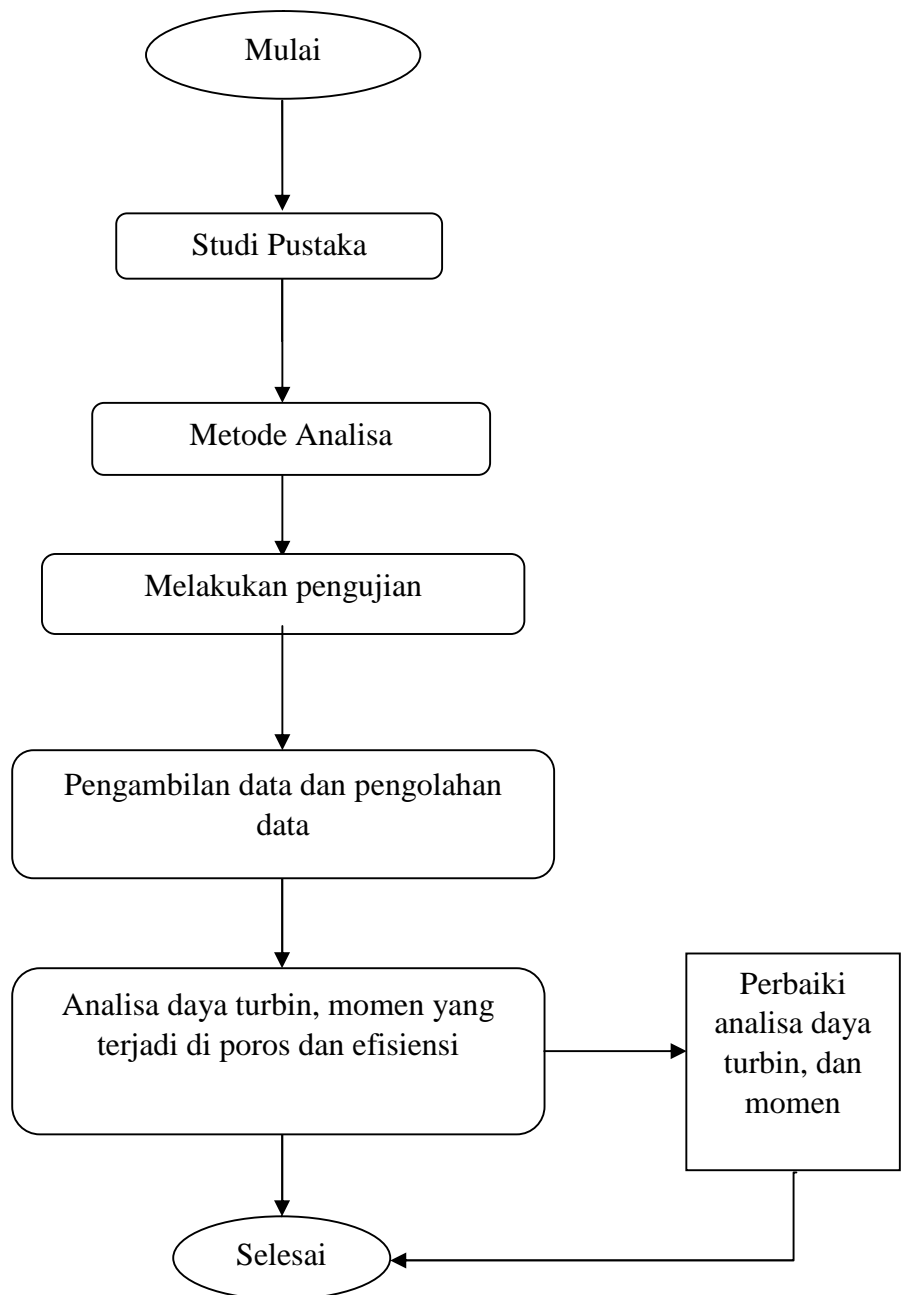 Mulai
Studi Pustaka
Metode Analisa
Melakukan pengujian
Pengambilan data dan pengolahan
data
Analisa daya turbin, momen yang
terjadi di poros dan efisiensi
Perbaiki
analisa daya
turbin, dan
momen
Selesai